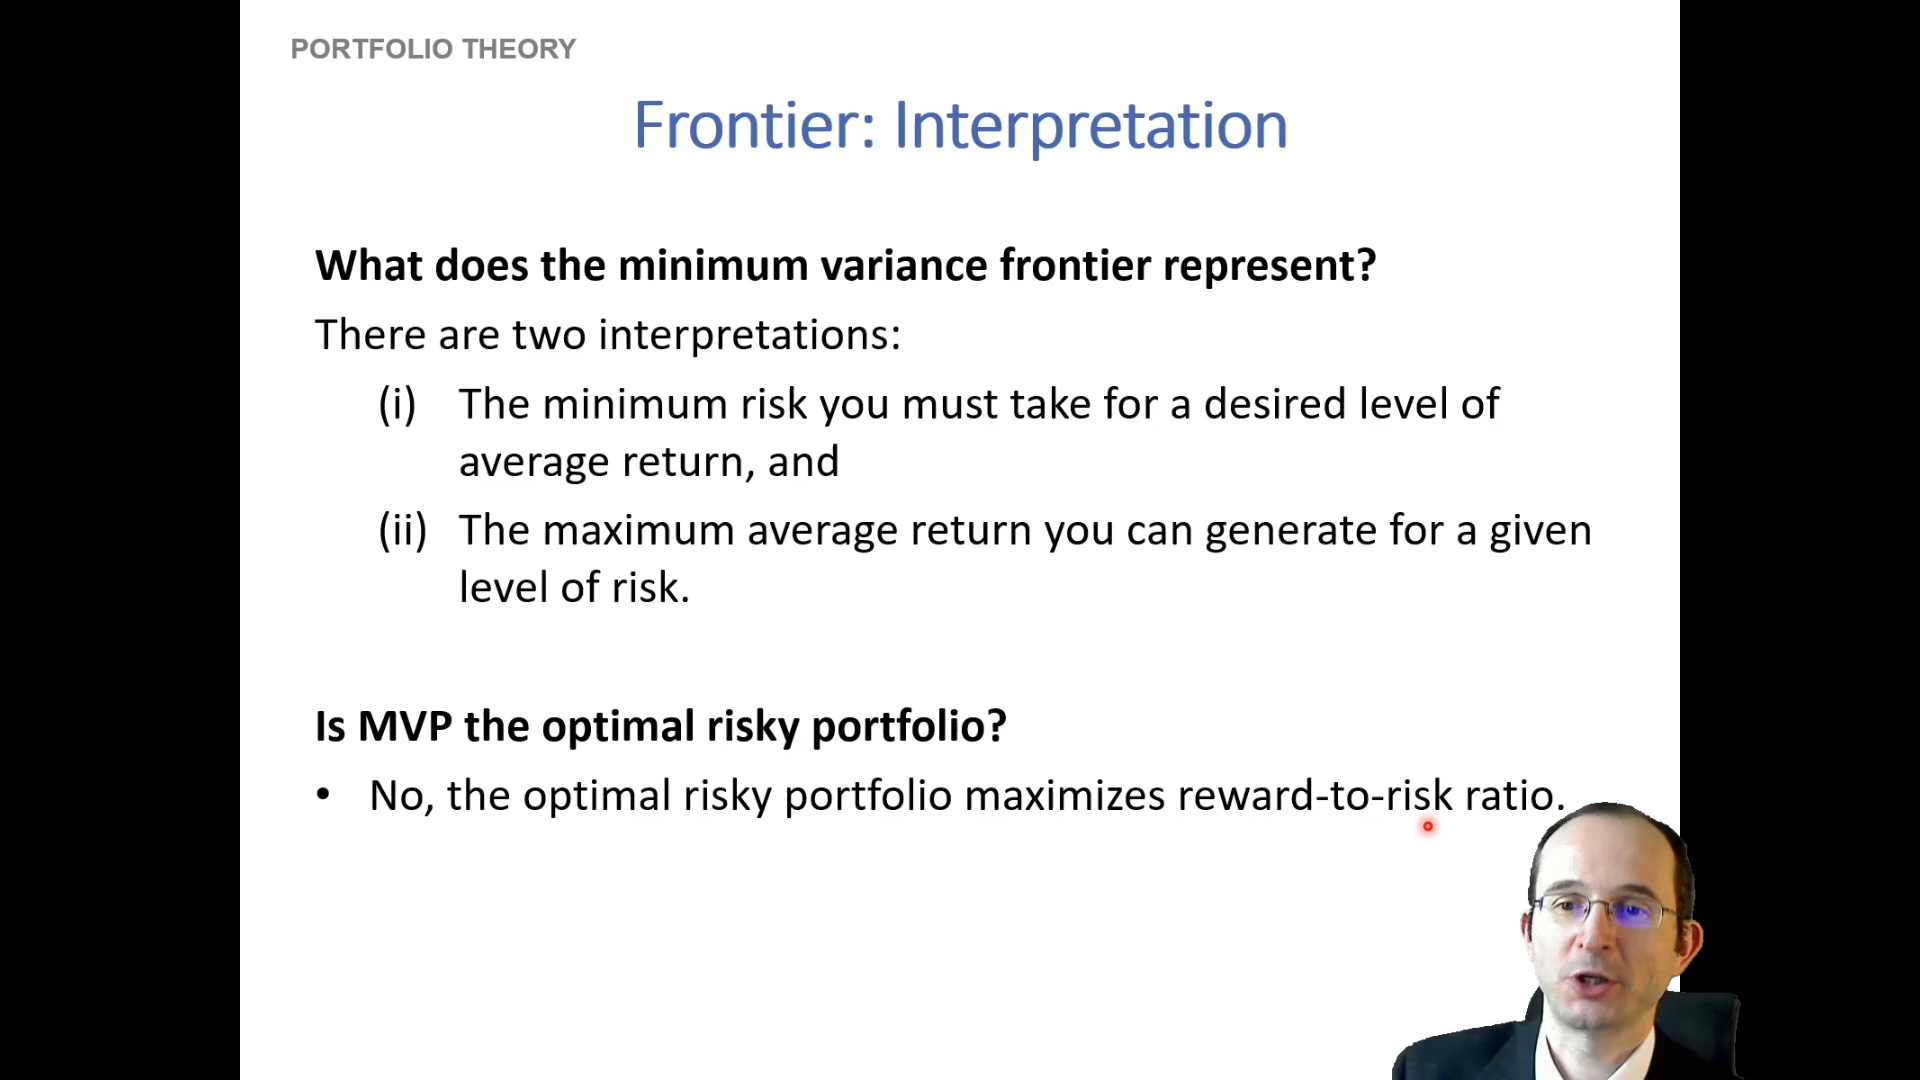 PORTFOLIO THEORY
Frontier: Interpretation
What does the minimum variance frontier represent?
There are two interpretations:
(i) The minimum risk you must take for a desired level of
average return, and
(ii) The maximum average return you can generate for a given
level of risk.
Is MVP the optimal risky portfolio?
• No, the optimal risky portfolio maximizes reward-to-risk ratio.